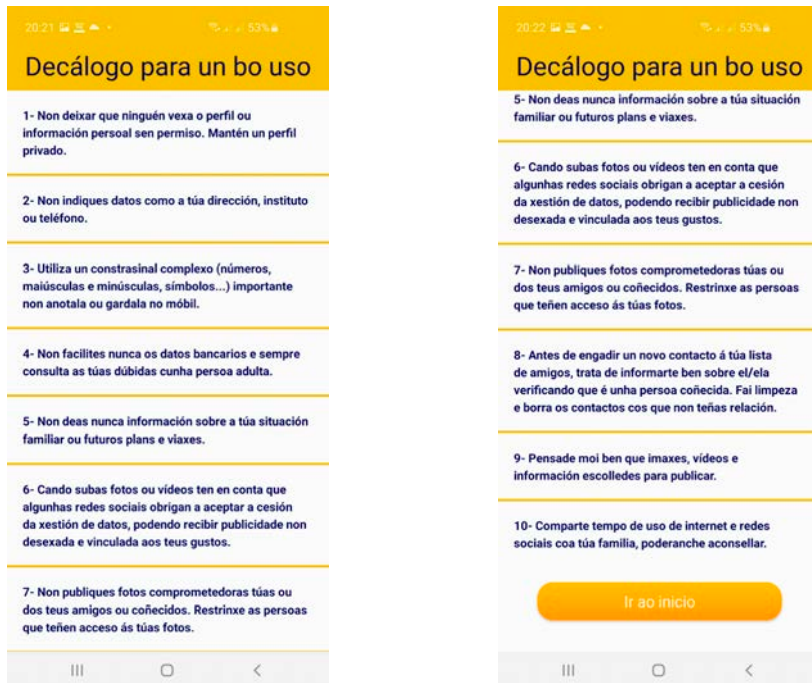 20:21
53%
Decálogo para un bo uso
1- Non deixar que ninguén vexa o perfil ou
información persoal sen permiso. Mantén un perfil
privado.
2- Non indiques datos como a túa dirección, instituto
ou teléfono.
3- Utiliza un constrasinal complexo (números,
maiúsculas e minúsculas, símbolos...) importante
non anotala ou gardala no móbil.
4- Non facilites nunca os datos bancarios e sempre
consulta as túas dúbidas cunha persoa adulta.
5- Non deas nunca información sobre a túa situación
familiar ou futuros plans e viaxes.
6- Cando subas fotos ou vídeos ten en conta que
algunhas redes sociais obrigan a aceptar a cesión
da xestión de datos, podendo recibir publicidade non
desexada e vinculada aos teus gustos.
7- Non publiques fotos comprometedoras túas ou
dos teus amigos ou coñecidos. Restrinxe as persoas
que teñen acceso ás túas fotos.
20:22
53%
Decálogo para un bo uso
5- Non deas nunca información sobre a túa situación
familiar ou futuros plans e viaxes.
6- Cando subas fotos ou vídeos ten en conta que
algunhas redes sociais obrigan a aceptar a cesión
da xestión de datos, podendo recibir publicidade non
desexada e vinculada aos teus gustos.
7- Non publiques fotos comprometedoras túas ou
dos teus amigos ou coñecidos. Restrinxe as persoas
que teñen acceso ás túas fotos.
8- Antes de engadir un novo contacto á túa lista
de amigos, trata de informarte ben sobre el/ela
verificando que é unha persoa coñecida. Fai limpeza
e borra os contactos cos que non teñas relación.
9- Pensade moi ben que imaxes, vídeos e
información escolledes para publicar.
10- Comparte tempo de uso de internet e redes
sociais coa túa familia, poderanche aconsellar.
Ir ao inicio